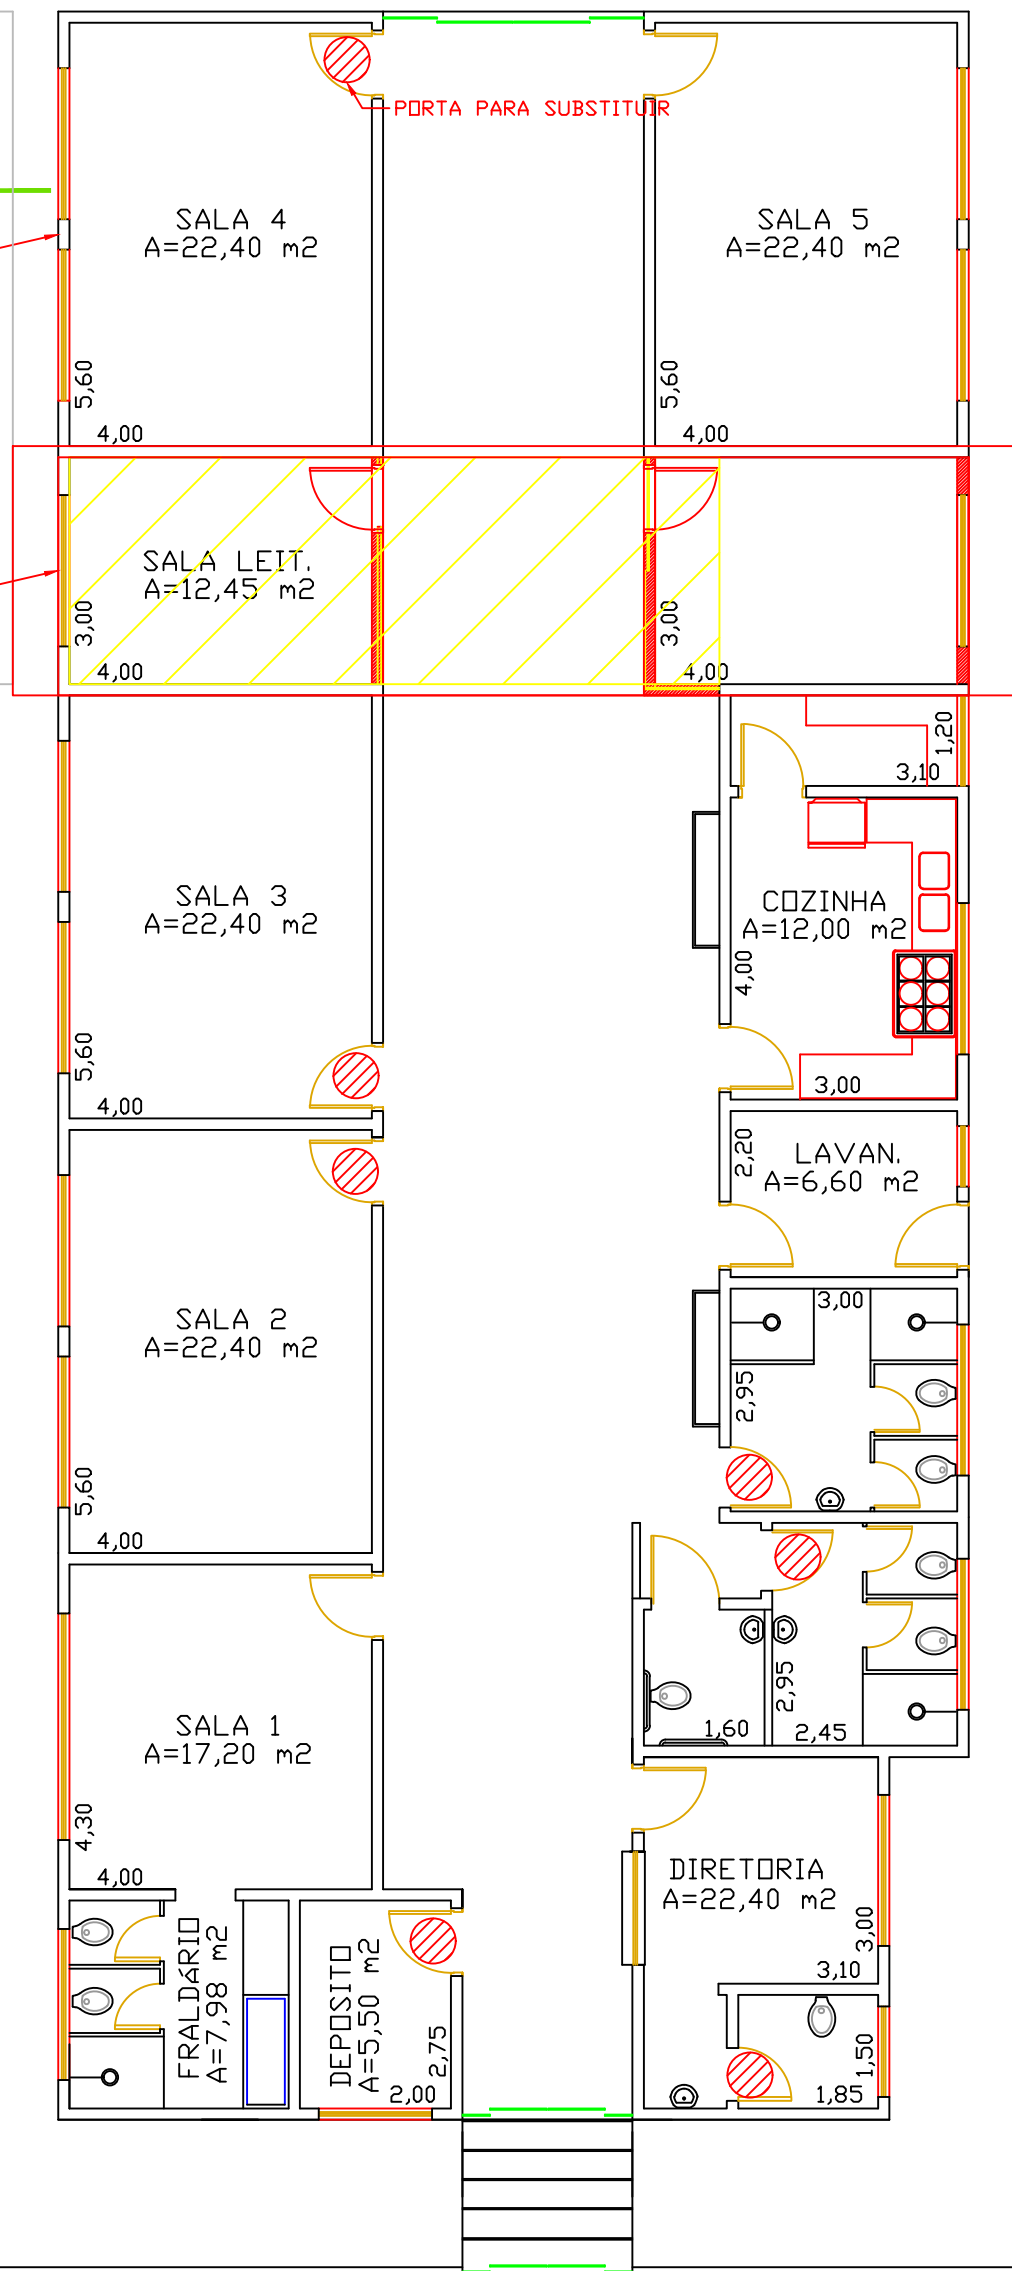 PORTA PARA SUBSTITUIR
SALA 4
A=22,40 m2
SALA 5
A=22,40 m2
5,60
5,60
4,00
4,00
SALA LEIT.
A=12,45 m2
3,00
3,00
4,00
4,00
1,20
3,10
SALA 3
A=22,40 m2
COZINHA
A=12,00 m2
4,00
5,60
3,00
4,00
2,20
LAVAN.
A=6,60 m2
3,00
SALA 2
A=22,40 m2
2,95
5,60
4,00
2,95
SALA 1
A=17,20 m2
1,60
2,45
4,30
4,00
DIRETORIA
A=22,40 m2
3,00
3,10
FRALDÁRIO
A=7,98 m2
DEPOSITO
A=5,50 m2
2,75
2,00
1,50
1,85